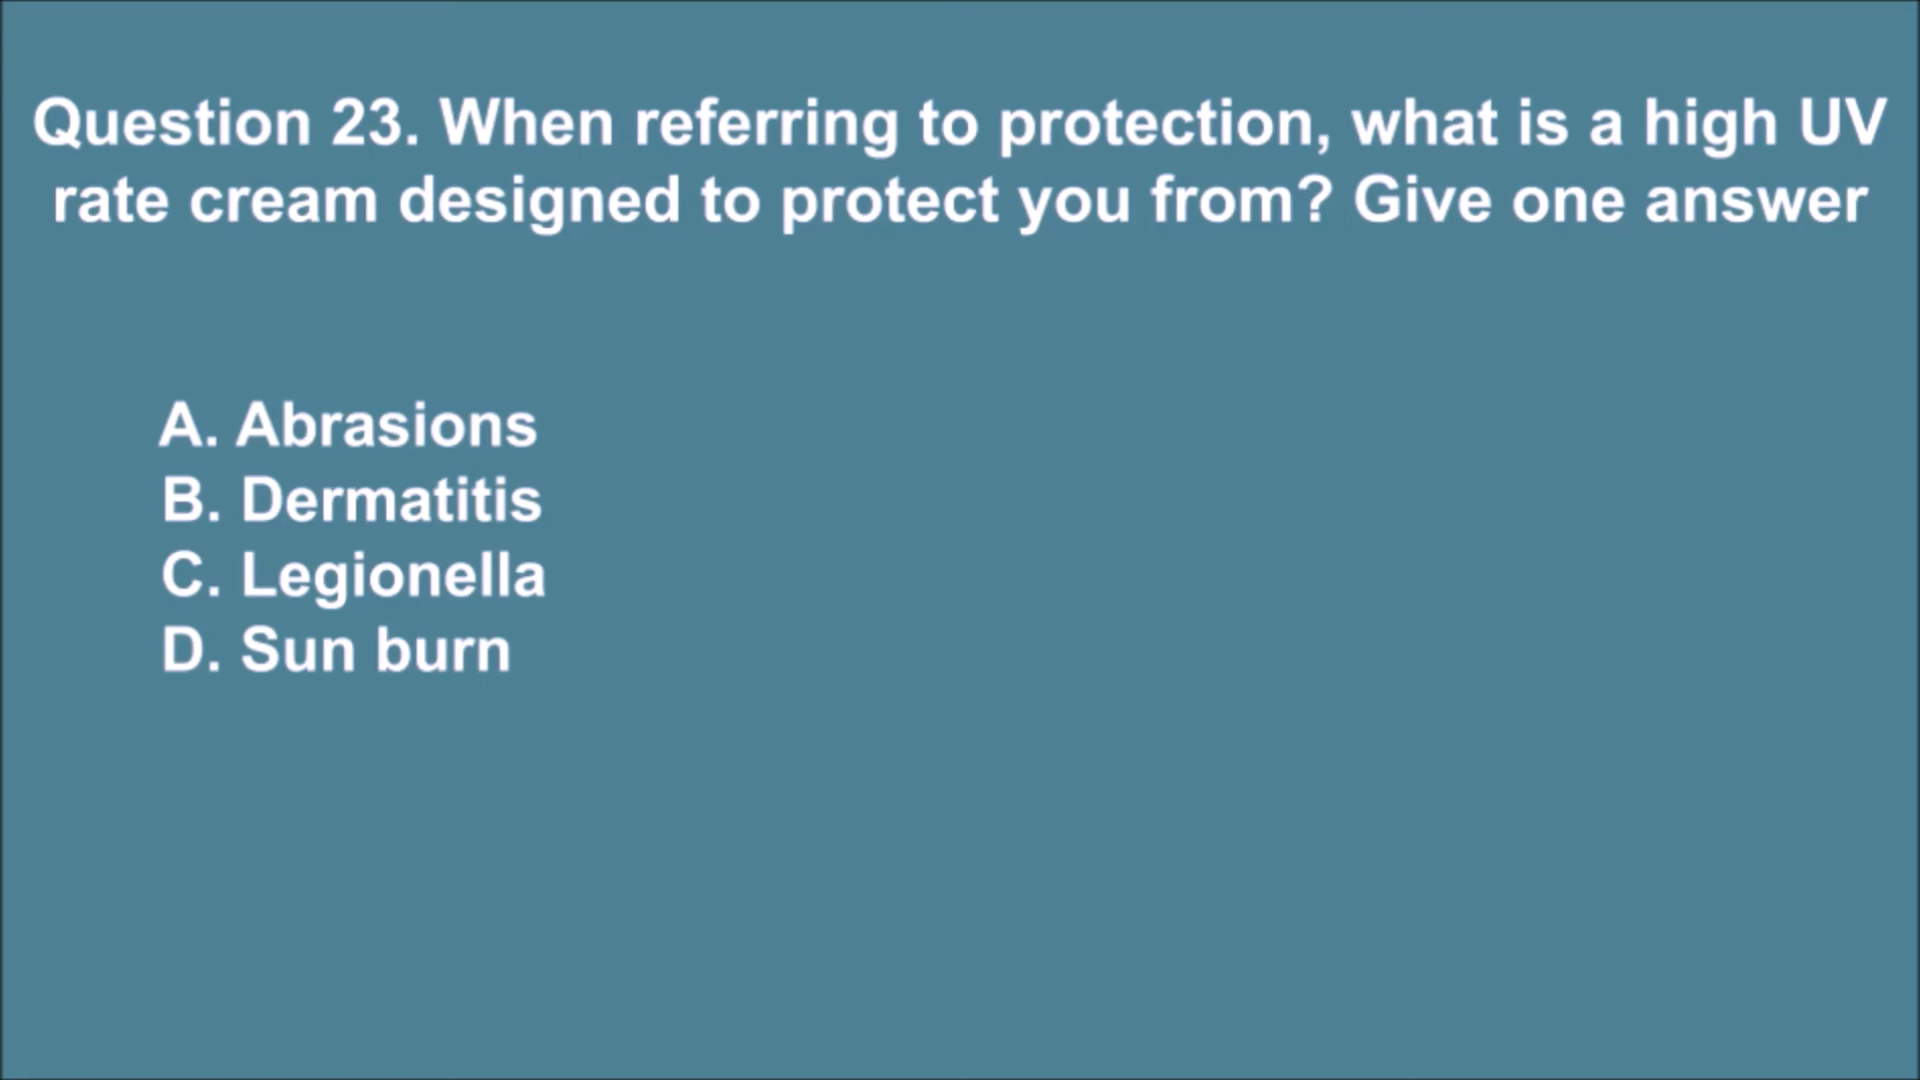 Question 23. When referring to protection, what is a high UV
rate cream designed to protect you from? Give one answer
A. Abrasions
B. Dermatitis
C. Legionella
D. Sun burn